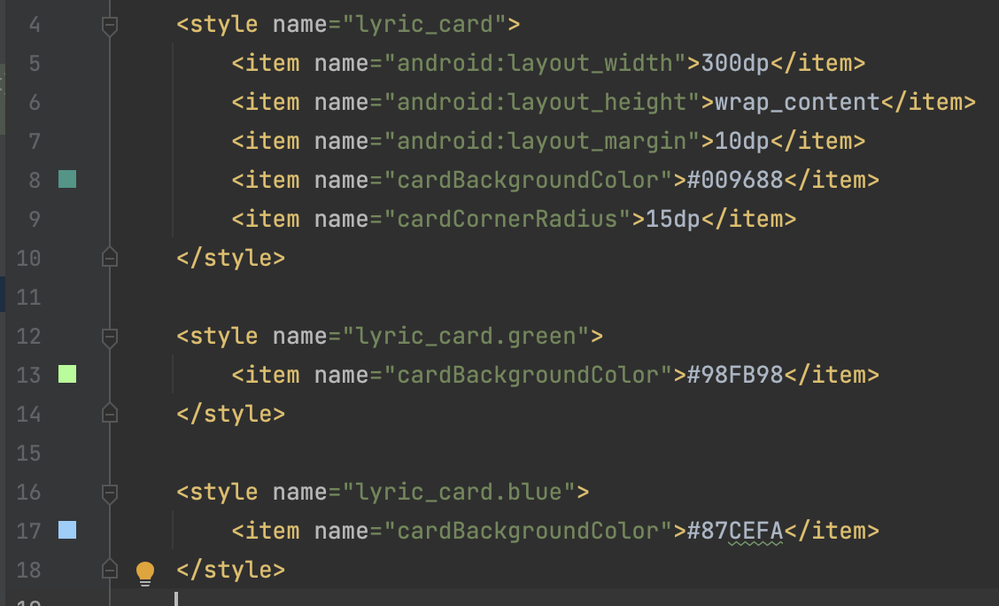 4 <style name="lyric_card">
5 <item name="android:layout_width">300dp</item>
6 <item name="android:layout_height">wrap_content</item>
7 <item name="android:layout_margin">10dp</item>
8 <item name="cardBackgroundColor">#009688</item>
9 <item name="cardCornerRadius">15dp</item>
10 </style>
11
12 <style name="lyric_card.green">
13 <item name="cardBackgroundColor">#98FB98</item>
14 </style>
15
16 <style name="lyric_card.blue">
17 <item name="cardBackgroundColor">#87CEFA</item>
18 </style>